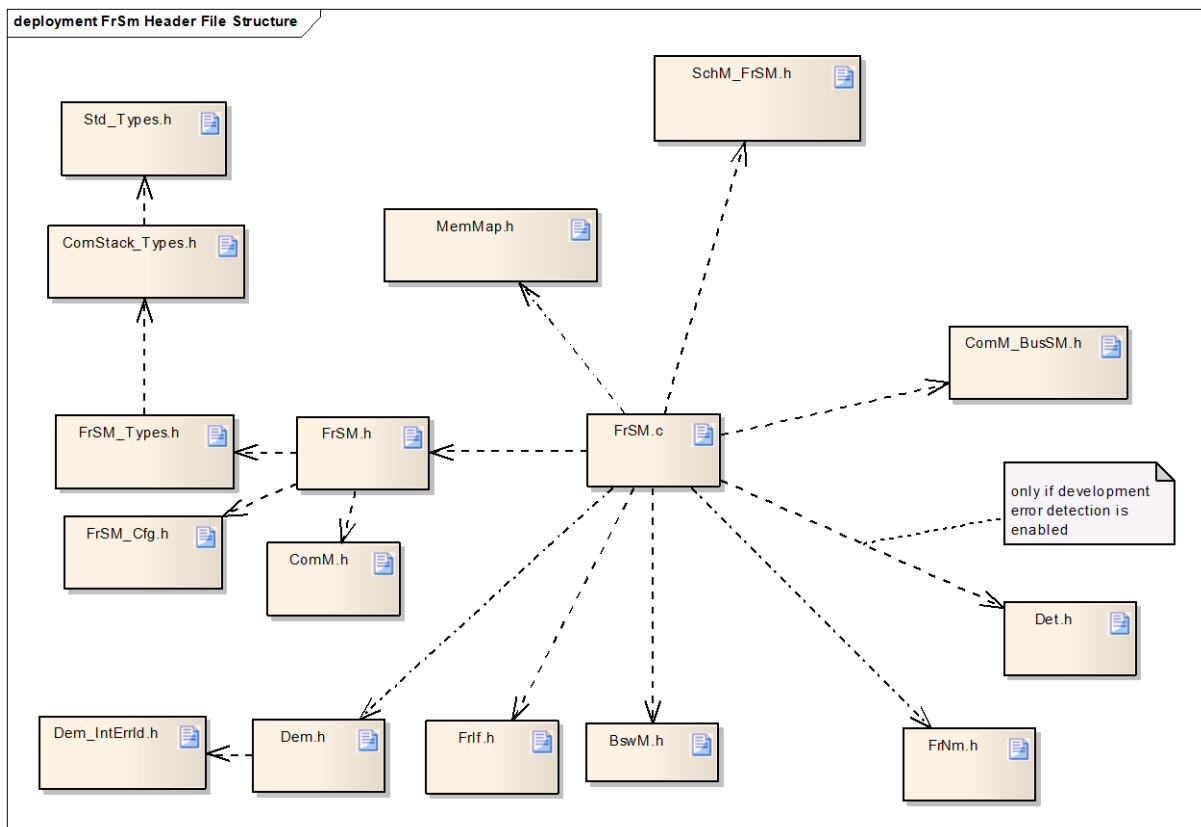 deployment FrSm Header File Structure
SchM_FrSM.h
Std_Types.h
MemMap.h
ComStack_Types.h
ComM_BusSM.h
FrSM_Types.h
FrSM.h
FrSM.c
only if development
error detection is
enabled
FrSM_Cfg.h
ComM.h
Det.h
Dem_IntErrId.h
Dem.h
FrIf.h
BswM.h
FrNm.h